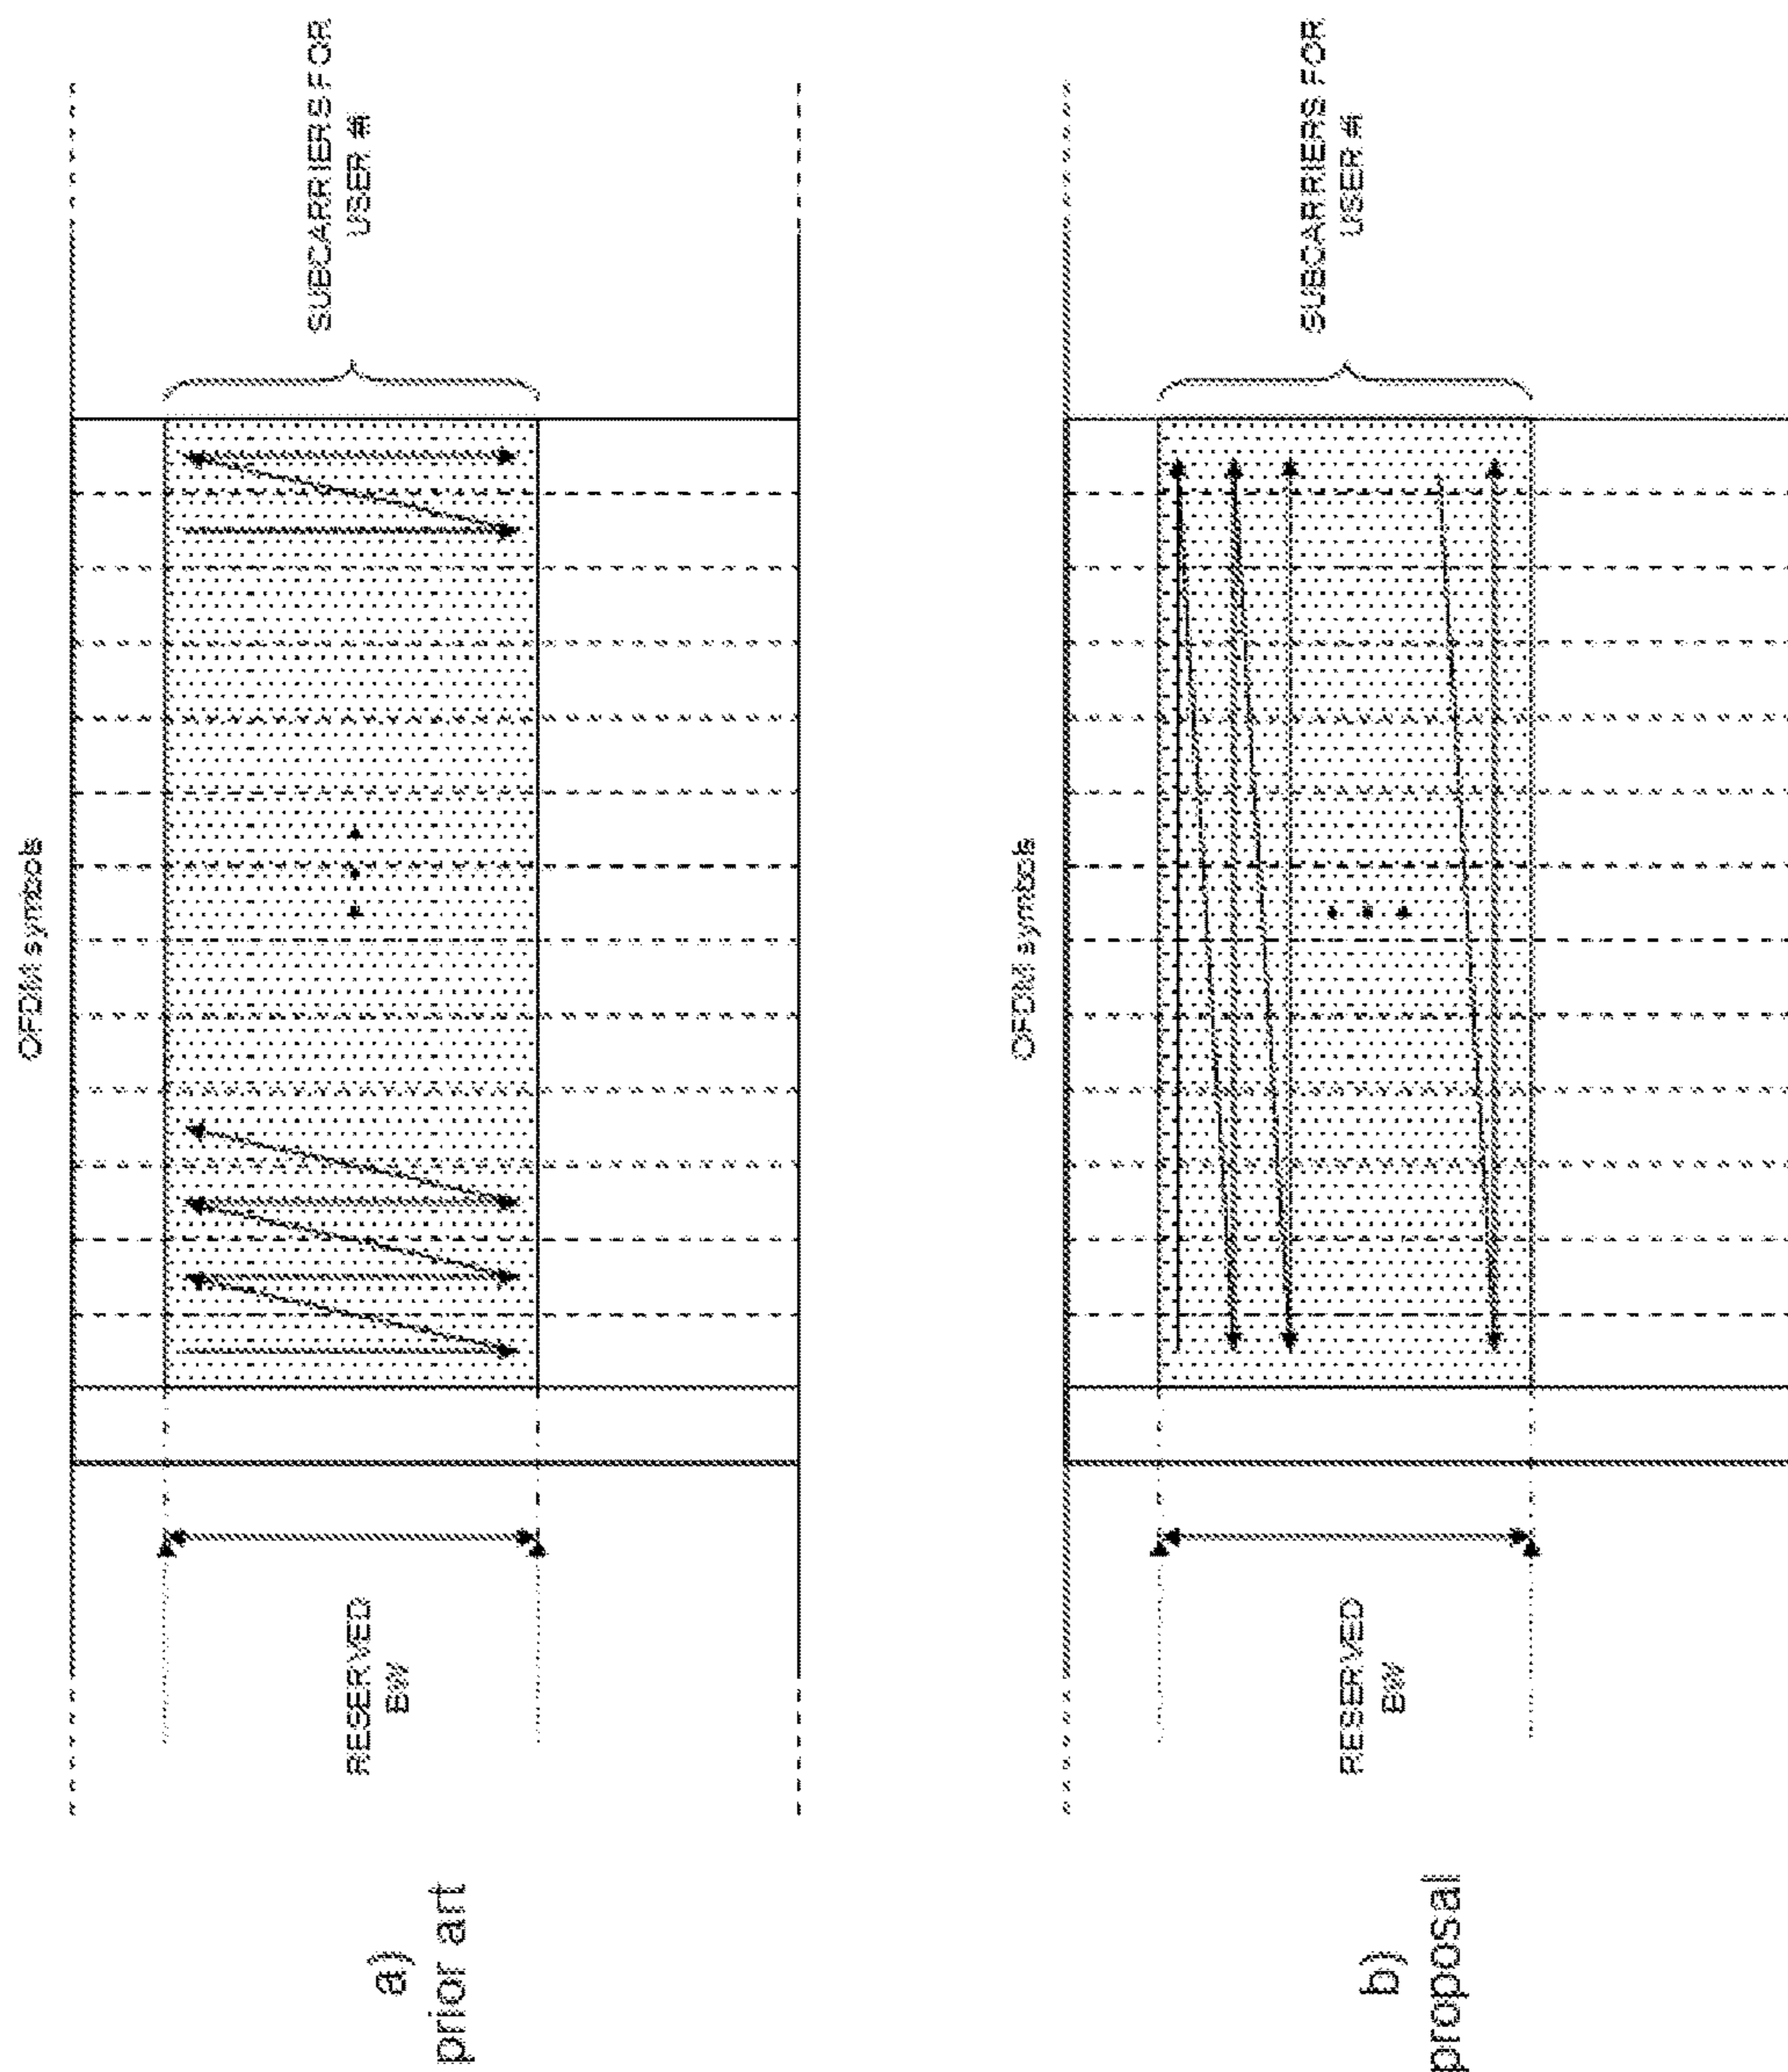 OFDM symbols
SUBCARRIERS FOR
USER #i
RESERVED
BW
a)
prior art
OFDM symbols
SUBCARRIERS FOR
USER #i
RESERVED
BW
b)
proposal